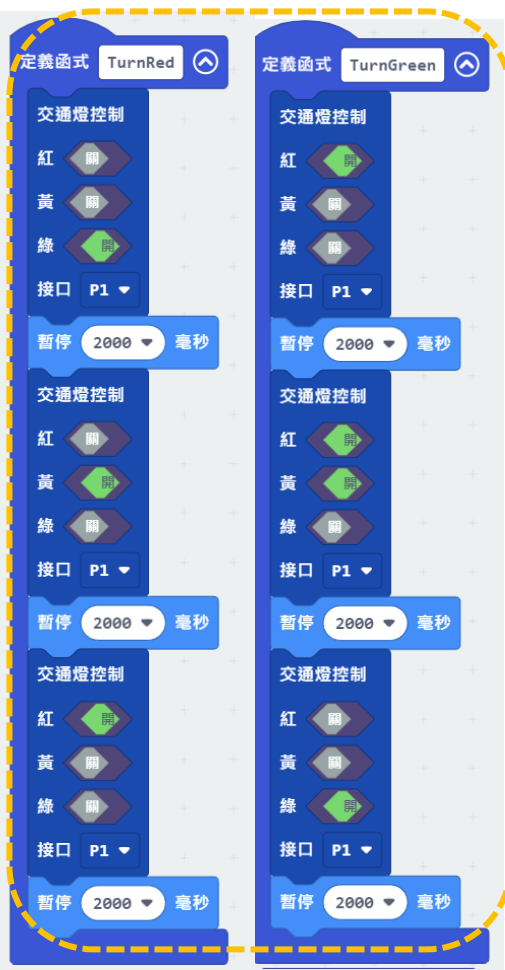 定義函式 TurnRed
交通燈控制
紅 關
黃 關
綠 開
接口 P1
暫停 2000 毫秒
交通燈控制
紅 關
黃 開
綠 關
接口 P1
暫停 2000 毫秒
交通燈控制
紅 開
黃 關
綠 關
接口 P1
暫停 2000 毫秒
定義函式 TurnGreen
交通燈控制
紅 開
黃 關
綠 關
接口 P1
暫停 2000 毫秒
交通燈控制
紅 開
黃 開
綠 關
接口 P1
暫停 2000 毫秒
交通燈控制
紅 關
黃 關
綠 開
接口 P1
暫停 2000 毫秒